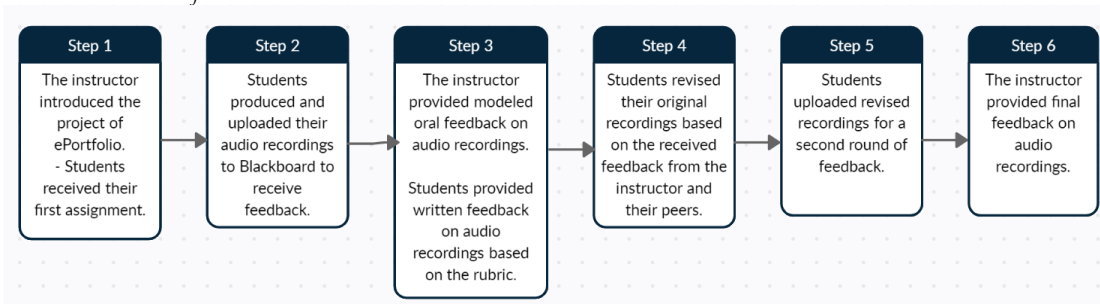 Step 1
The instructor
introduced the
project of
ePortfolio.
- Students
received their
first assignment.
Step 2
Students
produced and
uploaded their
audio recordings
to Blackboard to
receive
feedback.
Step 3
The instructor
provided modeled
oral feedback on
audio recordings.
Students provided
written feedback
on audio
recordings based
on the rubric.
Step 4
Students revised
their original
recordings based
on the received
feedback from the
instructor and
their peers.
Step 5
Students
uploaded revised
recordings for a
second round of
feedback.
Step 6
The instructor
provided final
feedback on
audio
recordings.